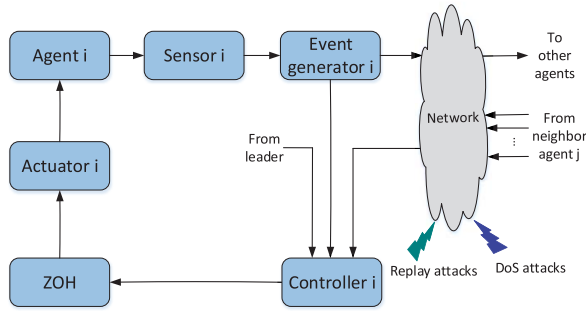 Agent i
Sensor i
Event
generator i
To
other
agents
Network
From
neighbor
agent j
...
From
leader
Actuator i
ZOH
Controller i
Replay attacks
DoS attacks